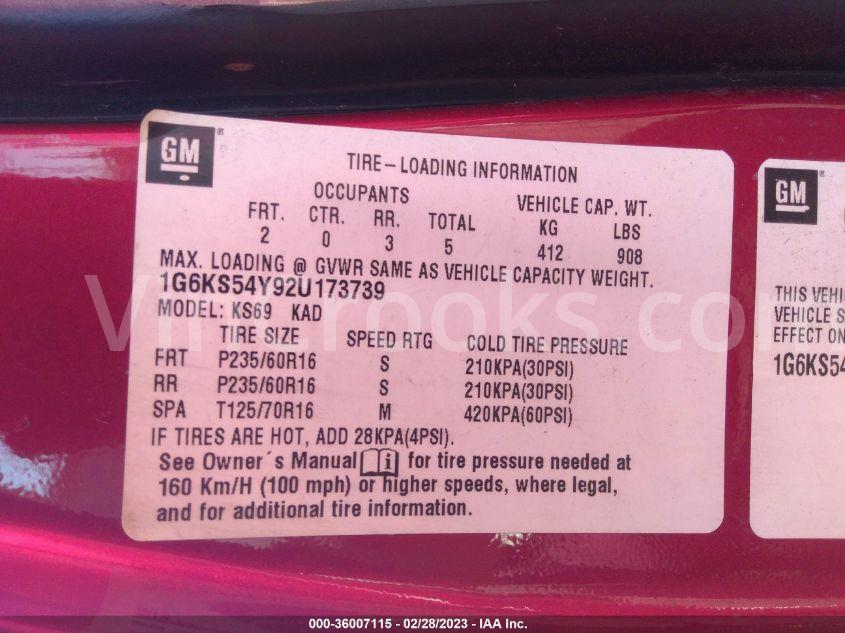 GM
TIRE-LOADING INFORMATION
OCCUPANTS VEHICLE CAP. WT.
FRT. CTR. RR. TOTAL KG LBS
2 0 3 5 412 908
MAX. LOADING @ GVWR SAME AS VEHICLE CAPACITY WEIGHT.
1G6KS54Y92U173739
MODEL: KS69 KAD
TIRE SIZE SPEED RTG COLD TIRE PRESSURE
FRT P235/60R16 S 210KPA(30PSI)
RR P235/60R16 S 210KPA(30PSI)
SPA T125/70R16 M 420KPA(60PSI)
IF TIRES ARE HOT, ADD 28KPA(4PSI).
See Owner´s Manual i for tire pressure needed at
160 Km/H (100 mph) or higher speeds, where legal,
and for additional tire information.
GM
THIS VEHI
VEHICLE S
EFFECT ON
1G6KS54
000-36007115 - 02/28/2023 - IAA Inc.